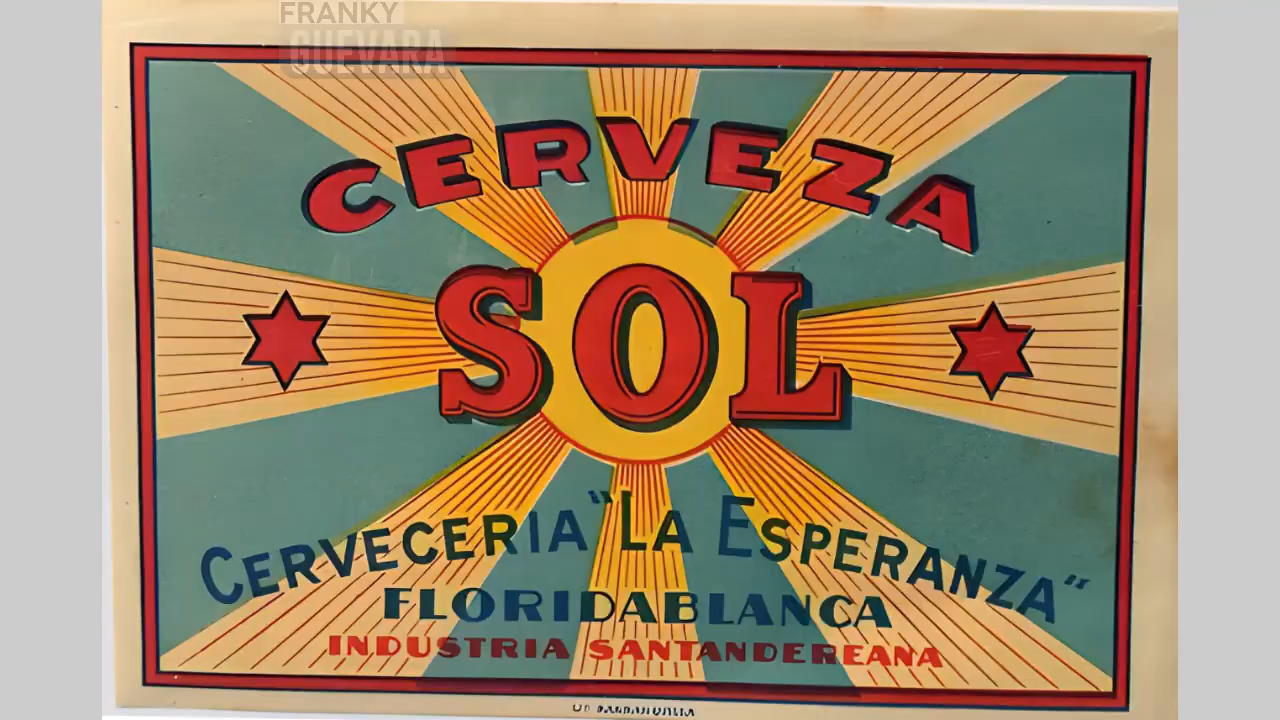 FRANKY
GUEVARA
CERVEZA
SOL
CERVECERIA "LA ESPERANZA"
FLORIDABLANCA
INDUSTRIA SANTANDEREANA